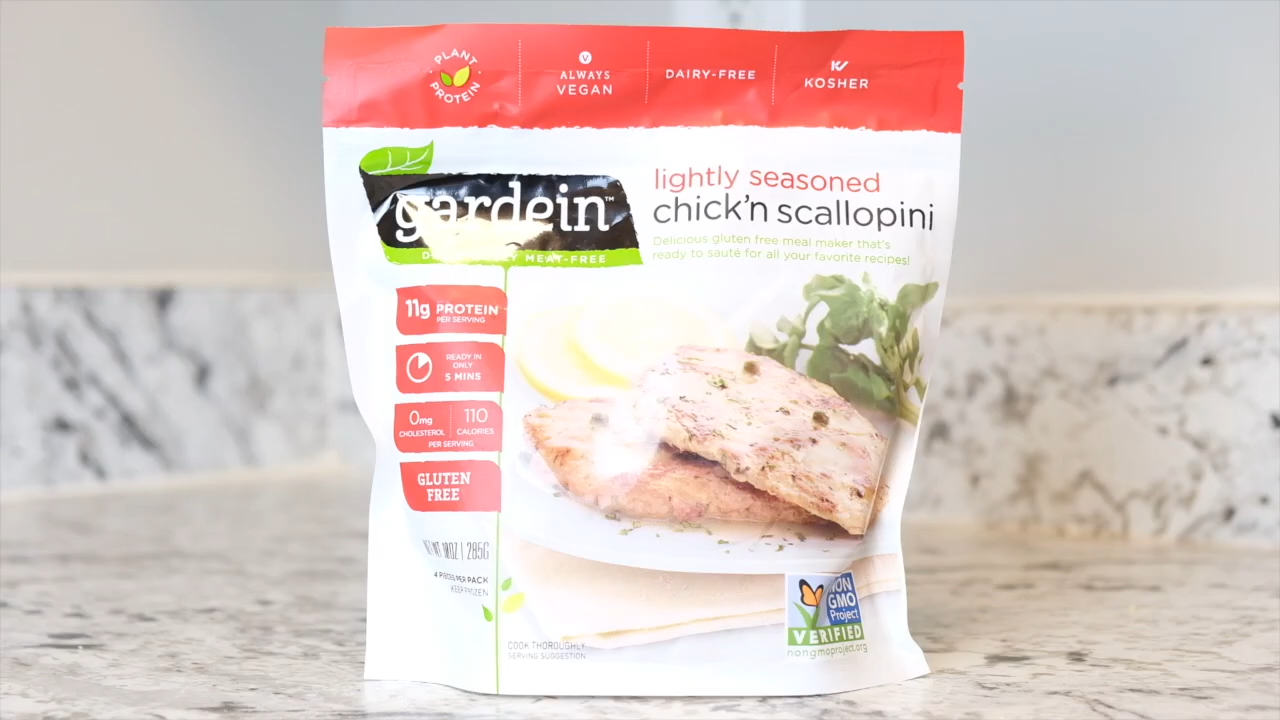 PLANT
PROTEIN
V
ALWAYS
VEGAN
DAIRY-FREE
KOSHER
gardein™
MEAT-FREE
lightly seasoned
chick'n scallopini
Delicious gluten free meal maker that's
ready to sauté for all your favorite recipes!
11g PROTEIN
PER SERVING
READY IN
ONLY
5 MINS
0mg
CHOLESTEROL
110
CALORIES
PER SERVING
GLUTEN
FREE
NET WT 10OZ | 285G
4 PIECES PER PACK
KEEP FROZEN
COOK THOROUGHLY
SERVING SUGGESTION
NON
GMO
Project
VERIFIED
nongmoproject.org